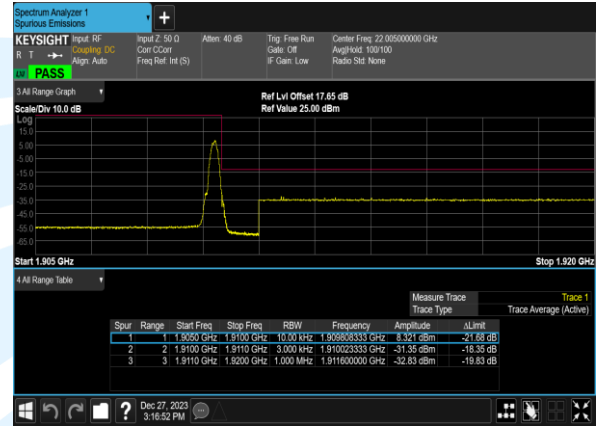 Spectrum Analyzer 1
Spurious Emissions
KEYSIGHT Input: RF Input Z: 50 Ω Atten: 40 dB Trig: Free Run Center Freq: 22.005000000 GHz
R T Coupling: DC Corr CCorr Gate: Off Avg|Hold: 100/100
Align: Auto Freq Ref: Int (S) IF Gain: Low Radio Std: None
LW PASS
3 All Range Graph
Ref Lvl Offset 17.65 dB
Scale/Div 10.0 dB Ref Value 25.00 dBm
Log
15.0
5.00
-5.00
-15.0
-25.0
-35.0
-45.0
-55.0
-65.0
Start 1.905 GHz Stop 1.920 GHz
4 All Range Table
Measure Trace Trace 1
Trace Type Trace Average (Active)
Spur Range Start Freq Stop Freq RBW Frequency Amplitude ΔLimit
1 1 1.9050 GHz 1.9100 GHz 10.00 kHz 1.909808333 GHz 8.321 dBm -21.68 dB
2 2 1.9100 GHz 1.9110 GHz 3.000 kHz 1.910023333 GHz -31.35 dBm -18.35 dB
3 3 1.9110 GHz 1.9200 GHz 1.000 MHz 1.911600000 GHz -32.83 dBm -19.83 dB
? Dec 27, 2023
3:16:52 PM